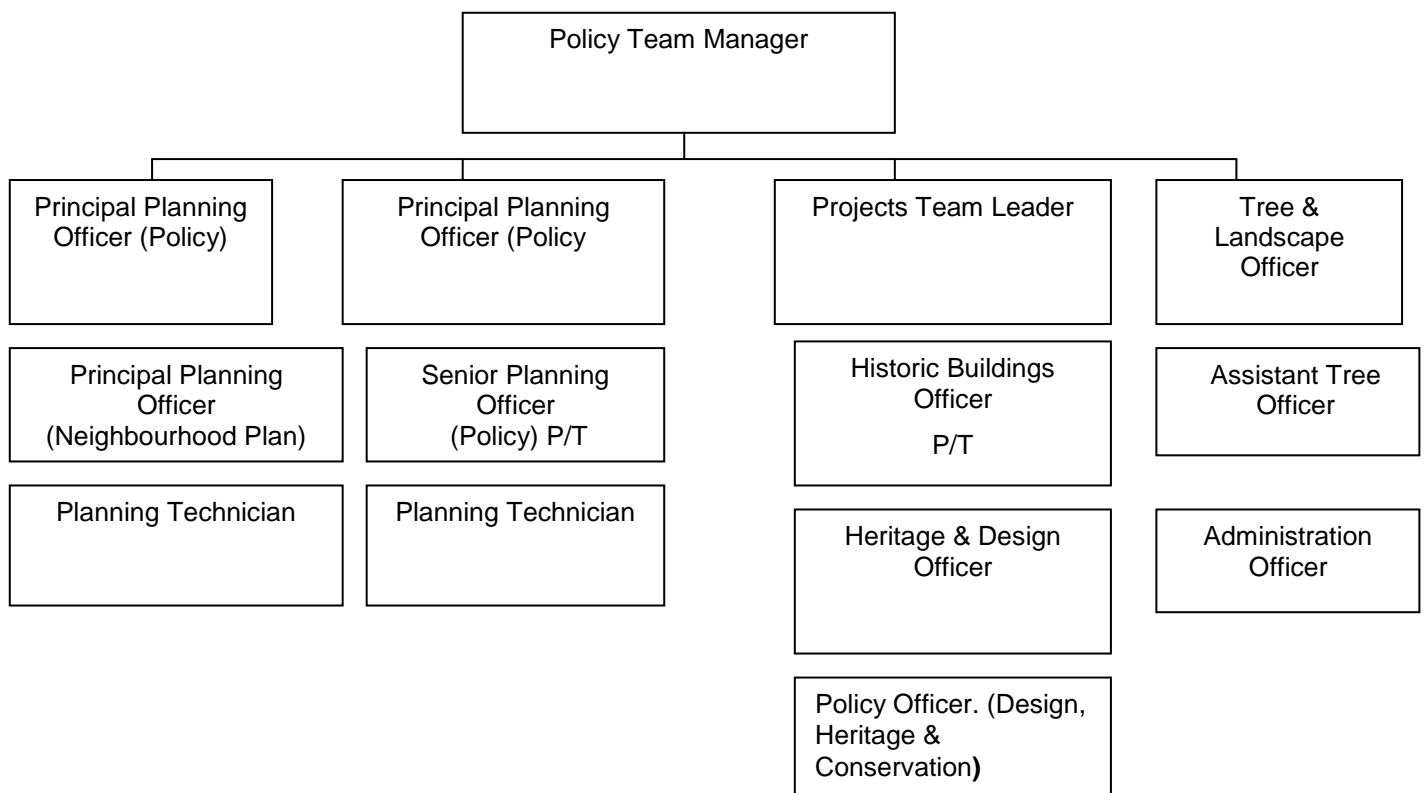 Policy Team Manager
Principal Planning
Officer (Policy)
Principal Planning
Officer (Policy
Projects Team Leader
Tree &
Landscape
Officer
Principal Planning
Officer
(Neighbourhood Plan)
Senior Planning
Officer
(Policy) P/T
Historic Buildings
Officer
P/T
Assistant Tree
Officer
Planning Technician
Planning Technician
Heritage & Design
Officer
Administration
Officer
Policy Officer. (Design,
Heritage &
Conservation)